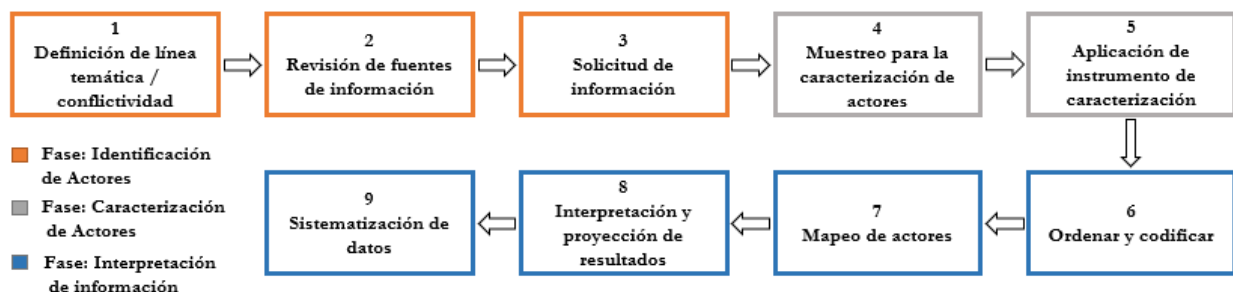 1
Definición de línea
temática /
conflictividad
2
Revisión de fuentes
de información
3
Solicitud de
información
4
Muestreo para la
caracterización de
actores
5
Aplicación de
instrumento de
caracterización
6
Ordenar y codificar
7
Mapeo de actores
8
Interpretación y
proyección de
resultados
9
Sistematización de
datos
Fase: Identificación
de Actores
Fase: Caracterización
de Actores
Fase: Interpretación
de información